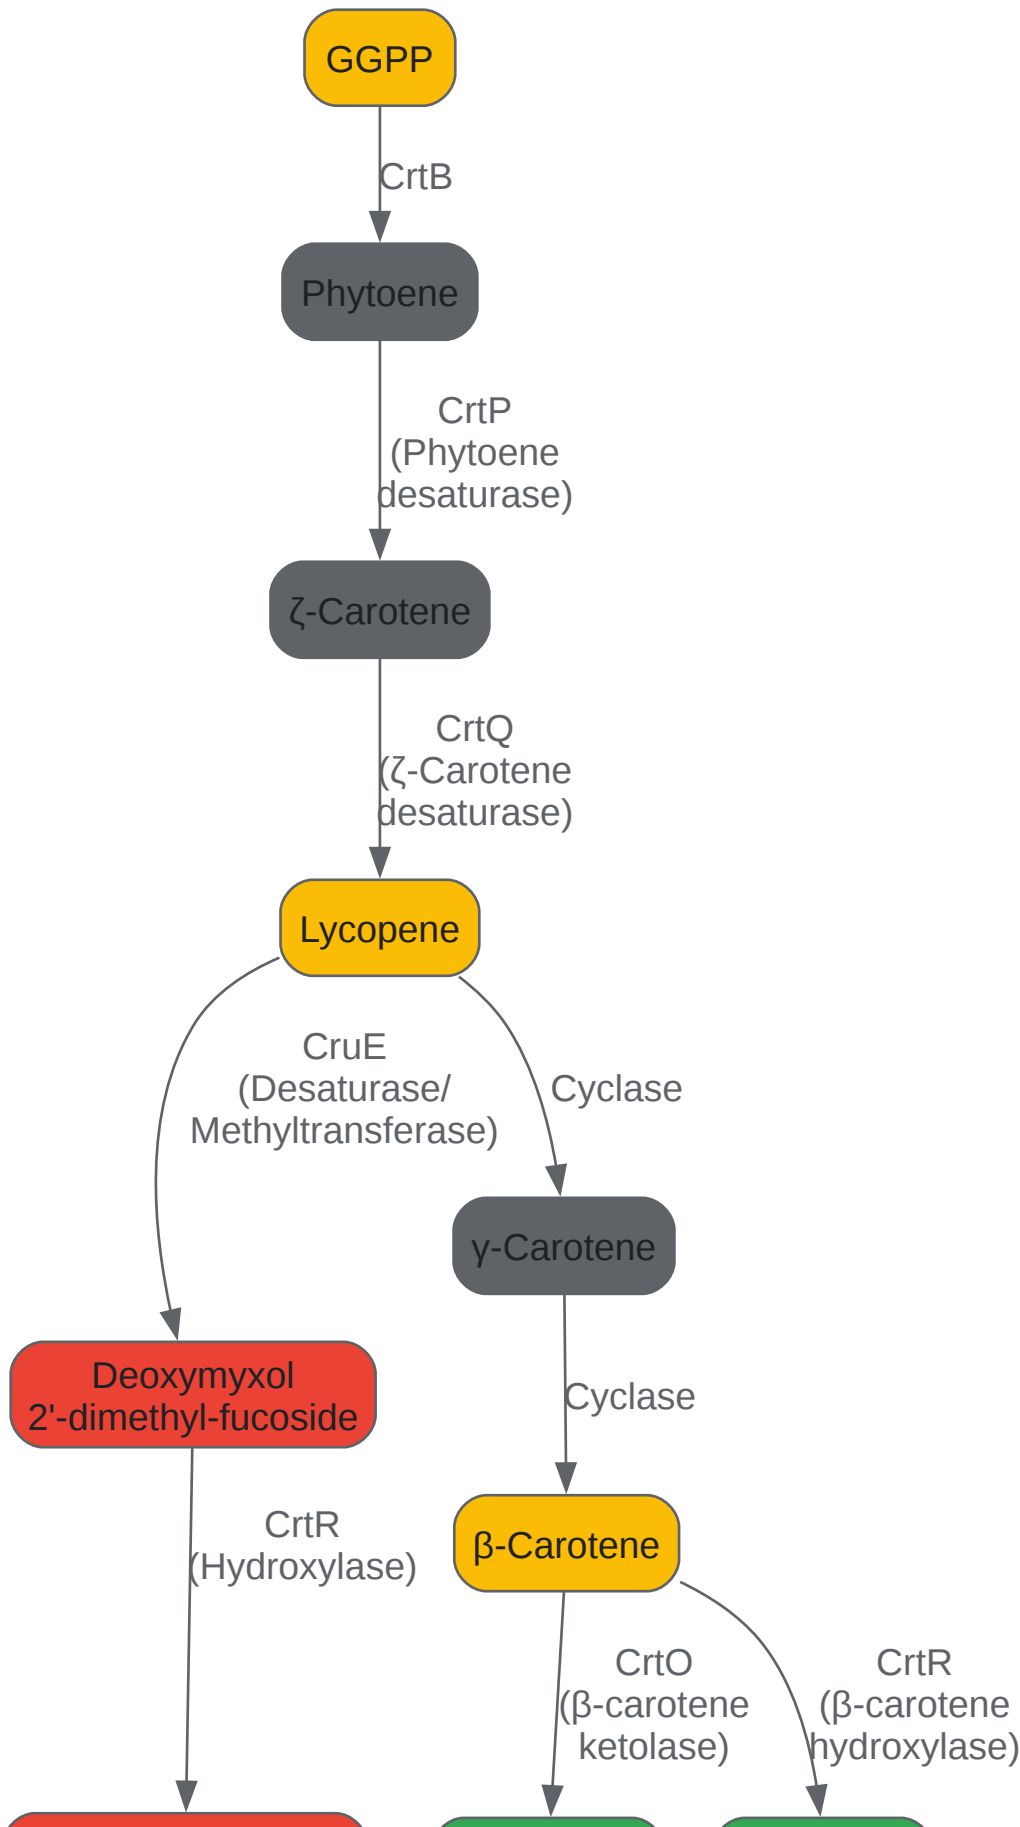 GGPP
CrtB
Phytoene
CrtP
(Phytoene
desaturase)
ζ-Carotene
CrtQ
(ζ-Carotene
desaturase)
Lycopene
CruE
(Desaturase/
Methyltransferase)
Cyclase
γ-Carotene
Deoxymyxol
2'-dimethyl-fucoside
Cyclase
CrtR
(Hydroxylase)
β-Carotene
CrtO
(β-carotene
ketolase)
CrtR
(β-carotene
hydroxylase)